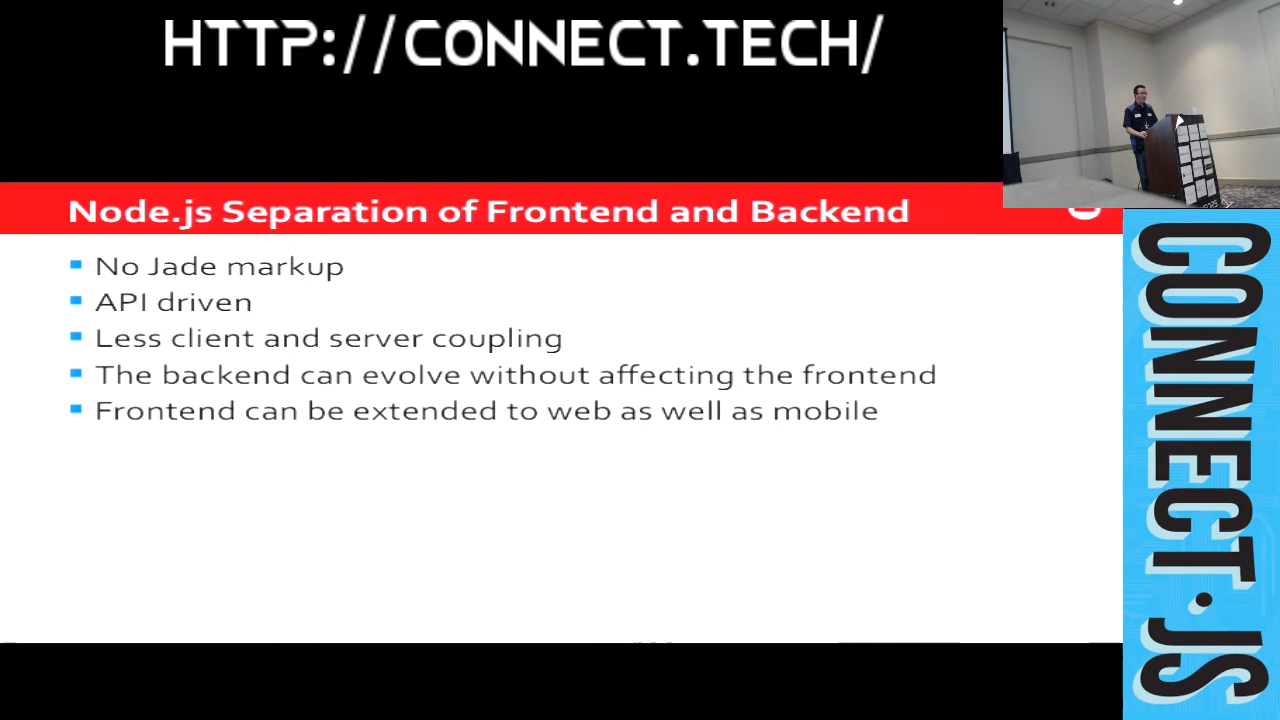 HTTP://CONNECT.TECH/
Node.js Separation of Frontend and Backend
No Jade markup
API driven
Less client and server coupling
The backend can evolve without affecting the frontend
Frontend can be extended to web as well as mobile
CONNECT.JS